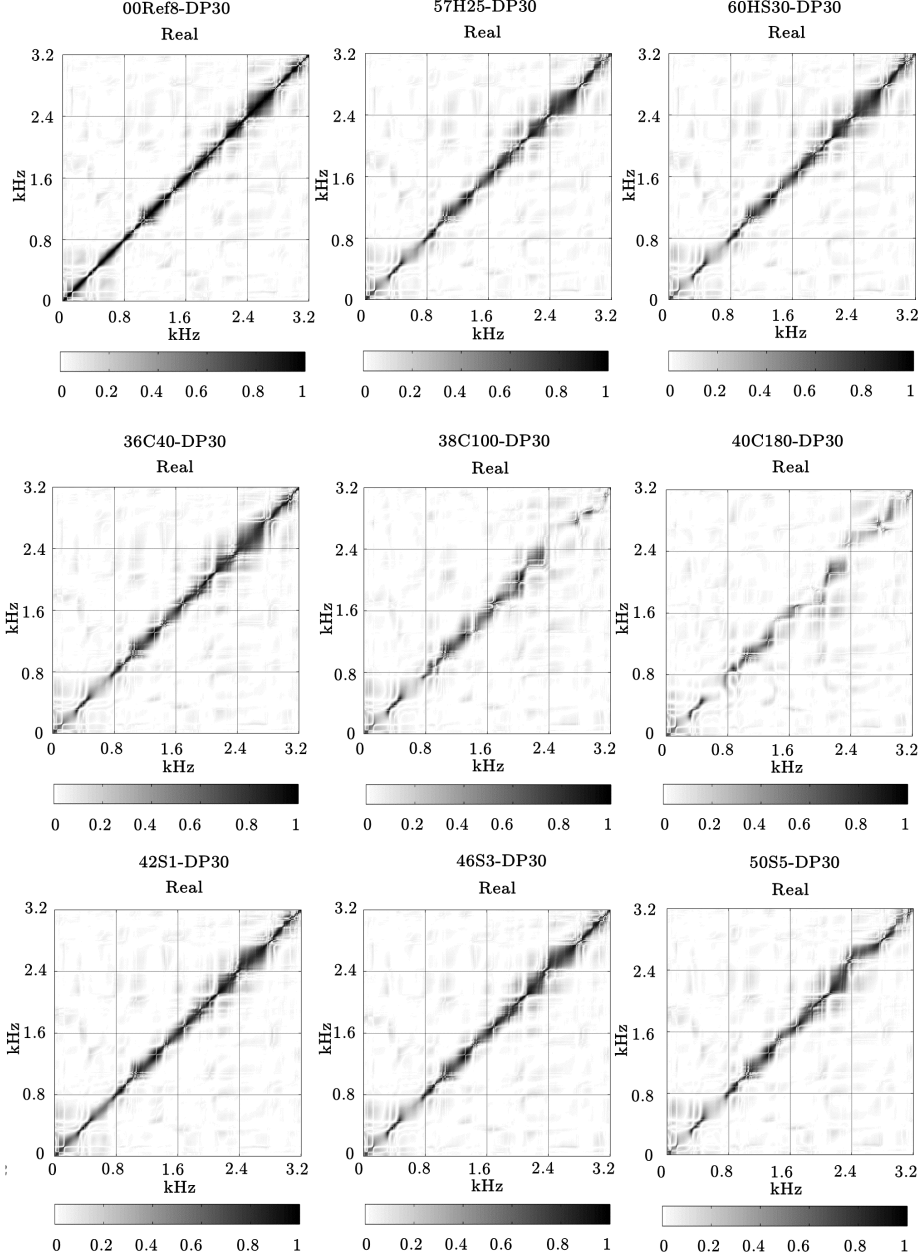 00Ref8-DP30 57H25-DP30 60HS30-DP30
Real Real Real
3.2 3.2 3.2
2.4 2.4 2.4
kHz kHz kHz
1.6 1.6 1.6
0.8 0.8 0.8
0 0 0
0 0.8 1.6 2.4 3.2 0 0.8 1.6 2.4 3.2 0 0.8 1.6 2.4 3.2
kHz kHz kHz
0 0.2 0.4 0.6 0.8 1 0 0.2 0.4 0.6 0.8 1 0 0.2 0.4 0.6 0.8 1
36C40-DP30 38C100-DP30 40C180-DP30
Real Real Real
3.2 3.2 3.2
2.4 2.4 2.4
kHz kHz kHz
1.6 1.6 1.6
0.8 0.8 0.8
0 0 0
0 0.8 1.6 2.4 3.2 0 0.8 1.6 2.4 3.2 0 0.8 1.6 2.4 3.2
kHz kHz kHz
0 0.2 0.4 0.6 0.8 1 0 0.2 0.4 0.6 0.8 1 0 0.2 0.4 0.6 0.8 1
42S1-DP30 46S3-DP30 50S5-DP30
Real Real Real
3.2 3.2 3.2
2.4 2.4 2.4
kHz kHz kHz
1.6 1.6 1.6
0.8 0.8 0.8
0 0 0
0 0.8 1.6 2.4 3.2 0 0.8 1.6 2.4 3.2 0 0.8 1.6 2.4 3.2
kHz kHz kHz
0 0.2 0.4 0.6 0.8 1 0 0.2 0.4 0.6 0.8 1 0 0.2 0.4 0.6 0.8 1